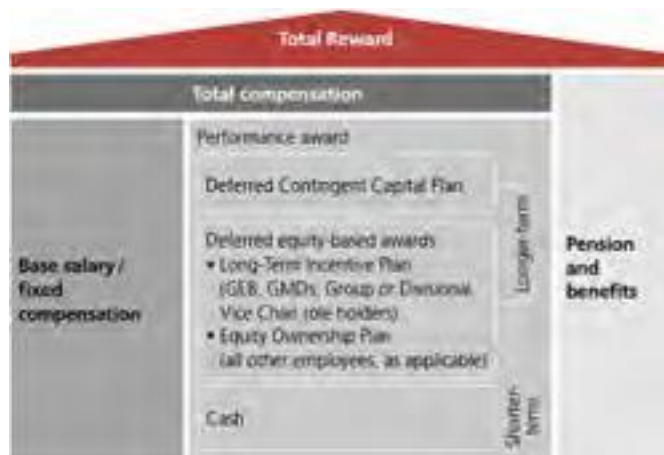 Total Reward
Total compensation
Base salary /
fixed
compensation
Performance award
Deferred Contingent Capital Plan
Deferred equity-based awards
• Long-Term Incentive Plan
(GEB, GMDs, Group or Divisional
Vice Chair role holders)
• Equity Ownership Plan
(all other employees, as applicable)
Cash
Longer-term
Shorter-
term
Pension
and
benefits